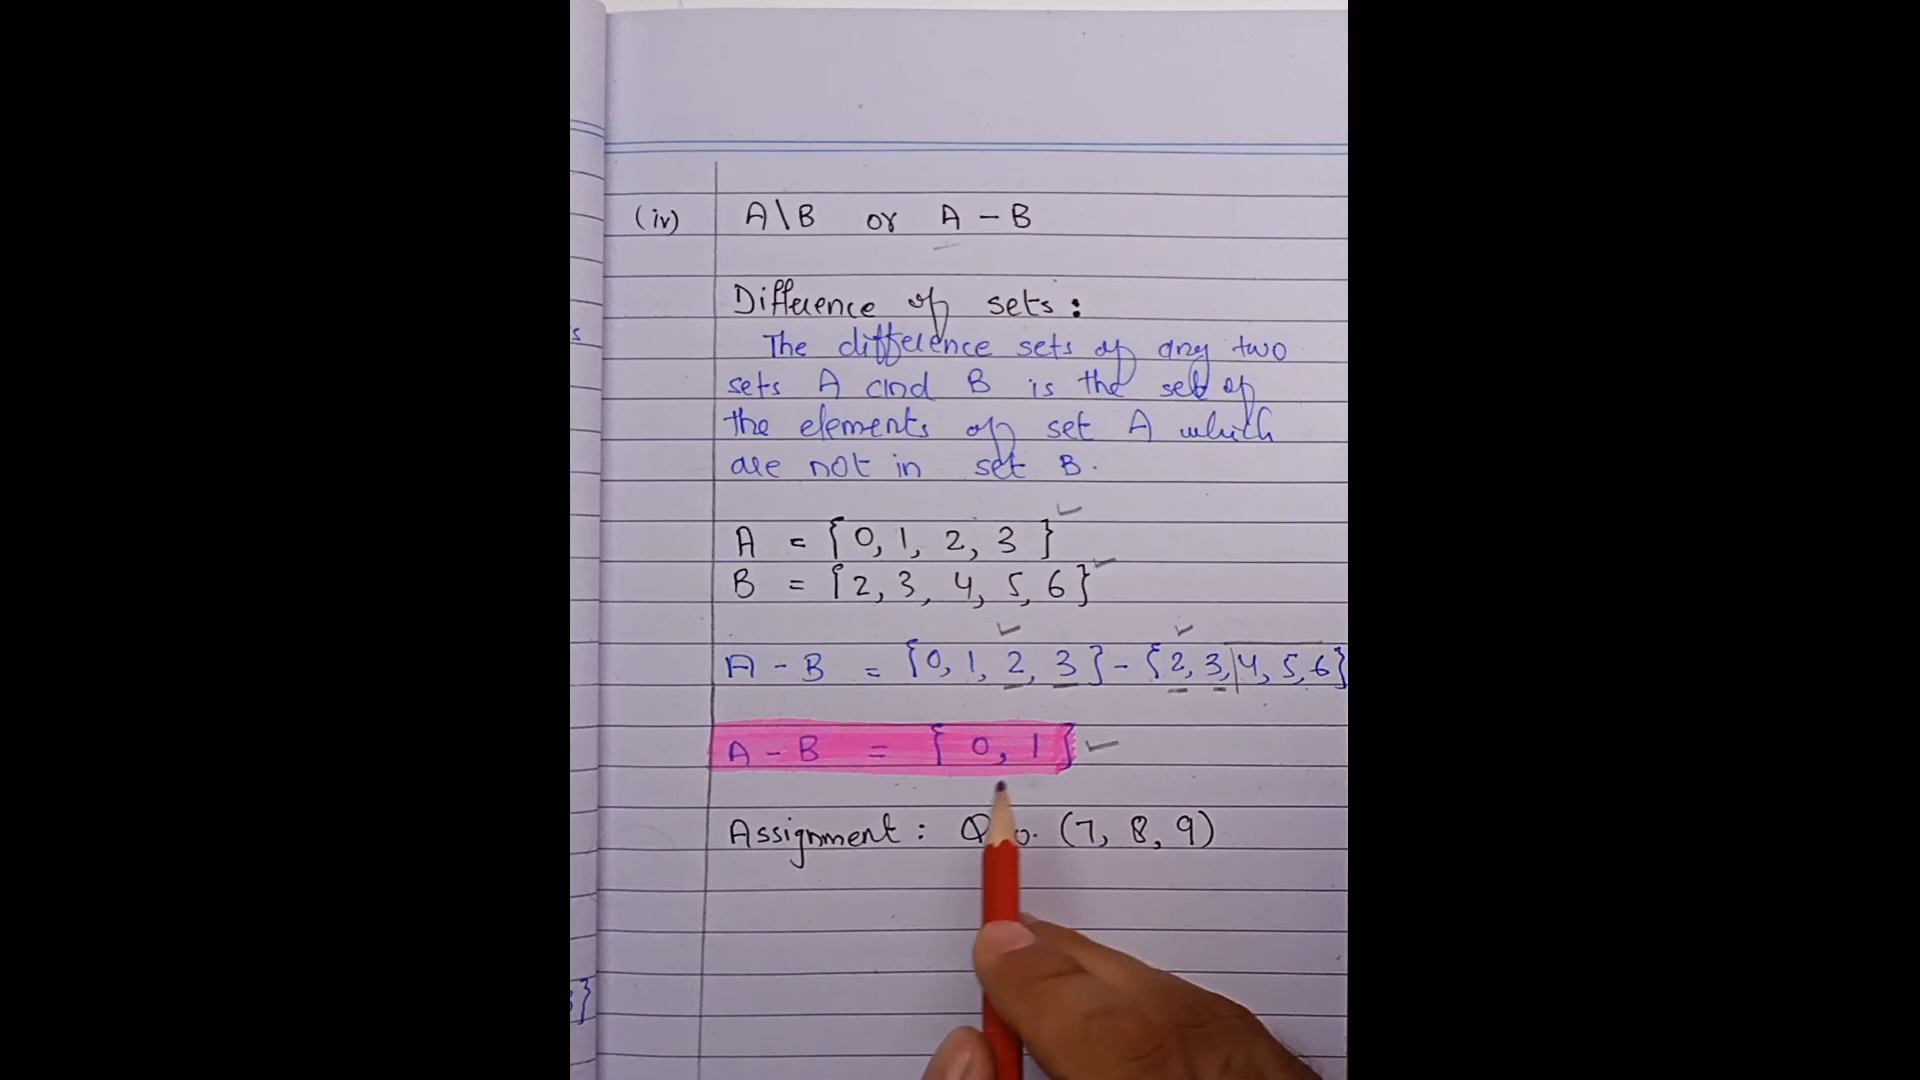 (iv) A\B or A - B
Difference of sets:
The difference sets of any two
sets A and B is the set of
the elements of set A which
are not in set B.
A = {0, 1, 2, 3}
B = {2, 3, 4, 5, 6}
A - B = {0, 1, 2, 3} - {2, 3, 4, 5, 6}
A - B = {0, 1}
Assignment: Q o. (7, 8, 9)
s
}